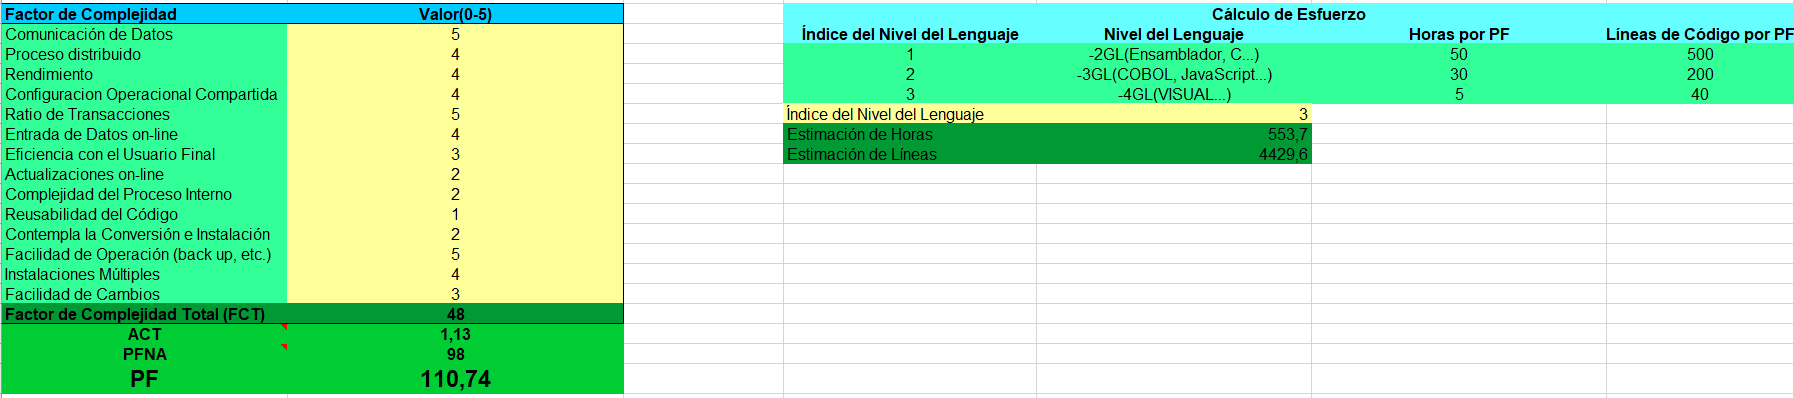 Factor de Complejidad Valor(0-5)
Comunicación de Datos 5
Proceso distribuido 4
Rendimiento 4
Configuracion Operacional Compartida 4
Ratio de Transacciones 5
Entrada de Datos on-line 4
Eficiencia con el Usuario Final 3
Actualizaciones on-line 2
Complejidad del Proceso Interno 2
Reusabilidad del Código 1
Contempla la Conversión e Instalación 2
Facilidad de Operación (back up, etc.) 5
Instalaciones Múltiples 4
Facilidad de Cambios 3
Factor de Complejidad Total (FCT) 48
ACT 1,13
PFNA 98
PF 110,74
Cálculo de Esfuerzo
Índice del Nivel del Lenguaje Nivel del Lenguaje Horas por PF Líneas de Código por PF
1 -2GL(Ensamblador, C...) 50 500
2 -3GL(COBOL, JavaScript...) 30 200
3 -4GL(VISUAL...) 5 40
Índice del Nivel del Lenguaje 3
Estimación de Horas 553,7
Estimación de Líneas 4429,6